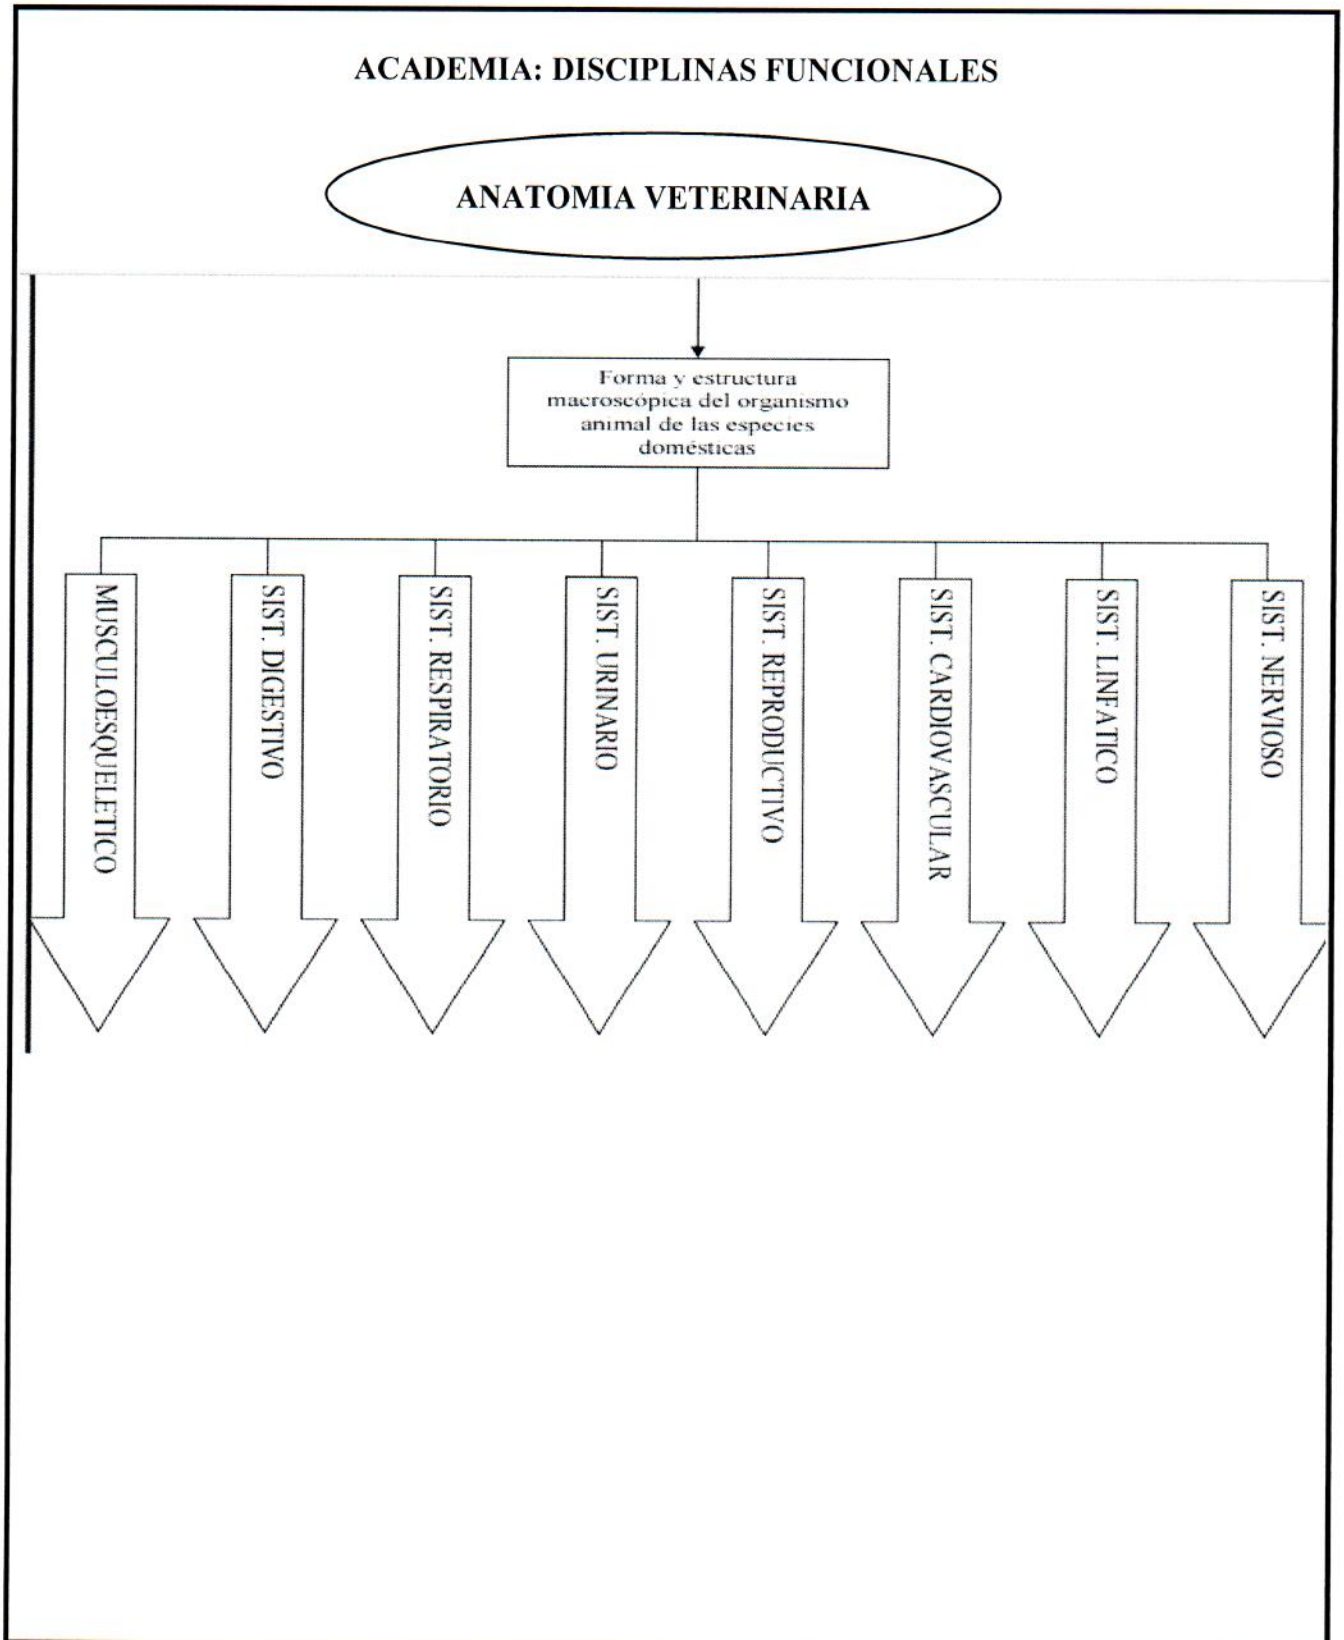 ACADEMIA: DISCIPLINAS FUNCIONALES
ANATOMIA VETERINARIA
Forma y estructura
macroscópica del organismo
animal de las especies
domésticas
MUSCULOESQUELETICO
SIST. DIGESTIVO
SIST. RESPIRATORIO
SIST. URINARIO
SIST. REPRODUCTIVO
SIST. CARDIOVASCULAR
SIST. LINFATICO
SIST. NERVIOSO